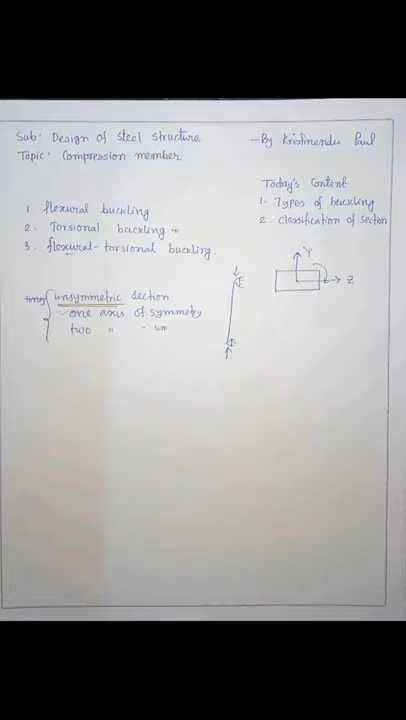 Sub: Design of steel structure
- By Krishnendu Paul
Topic: Compression member
Today's Content
1. Types of buckling
2. Classification of section
1 flexural buckling
2. Torsional buckling
3. flexural-torsional buckling.
Y
Z
unsymmetric section
one axis of symmetry
two " "